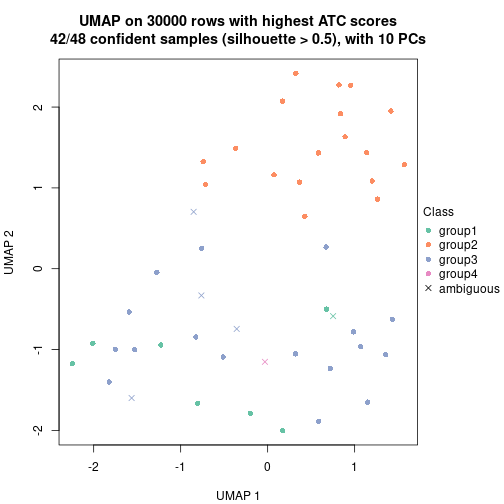 UMAP on 30000 rows with highest ATC scores
42/48 confident samples (silhouette > 0.5), with 10 PCs
2
1
0
-1
-2
UMAP 2
-2
-1
0
1
UMAP 1
Class
group1
group2
group3
group4
ambiguous